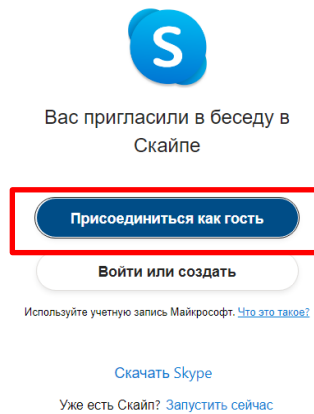 S
Вас пригласили в беседу в
Скайпе
Присоединиться как гость
Войти или создать
Используйте учетную запись Майкрософт. Что это такое?
Скачать Skype
Уже есть Скайп? Запустить сейчас